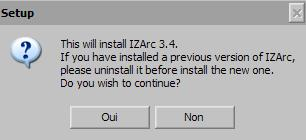 Setup
This will install IZArc 3.4.
If you have installed a previous version of IZArc,
please uninstall it before install the new one.
Do you wish to continue?
Oui
Non